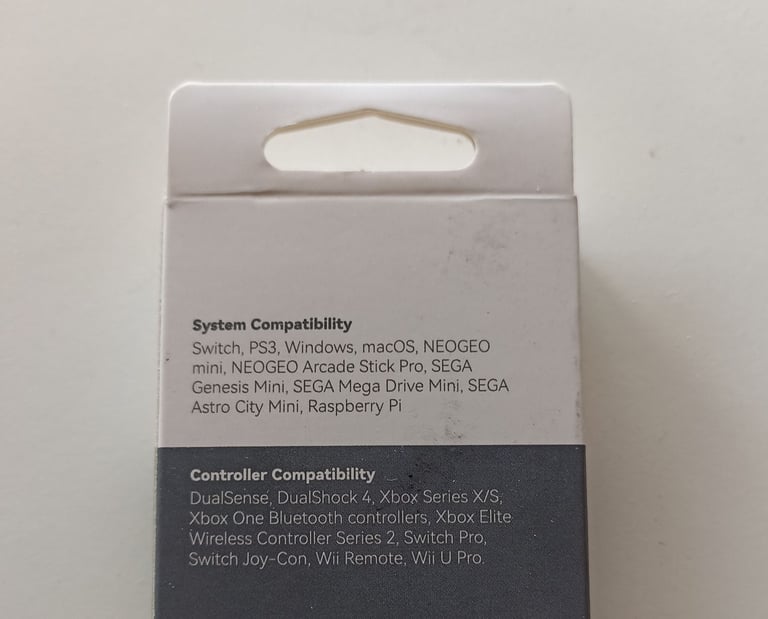 System Compatibility
Switch, PS3, Windows, macOS, NEOGEO
mini, NEOGEO Arcade Stick Pro, SEGA
Genesis Mini, SEGA Mega Drive Mini, SEGA
Astro City Mini, Raspberry Pi
Controller Compatibility
DualSense, DualShock 4, Xbox Series X/S,
Xbox One Bluetooth controllers, Xbox Elite
Wireless Controller Series 2, Switch Pro,
Switch Joy-Con, Wii Remote, Wii U Pro.